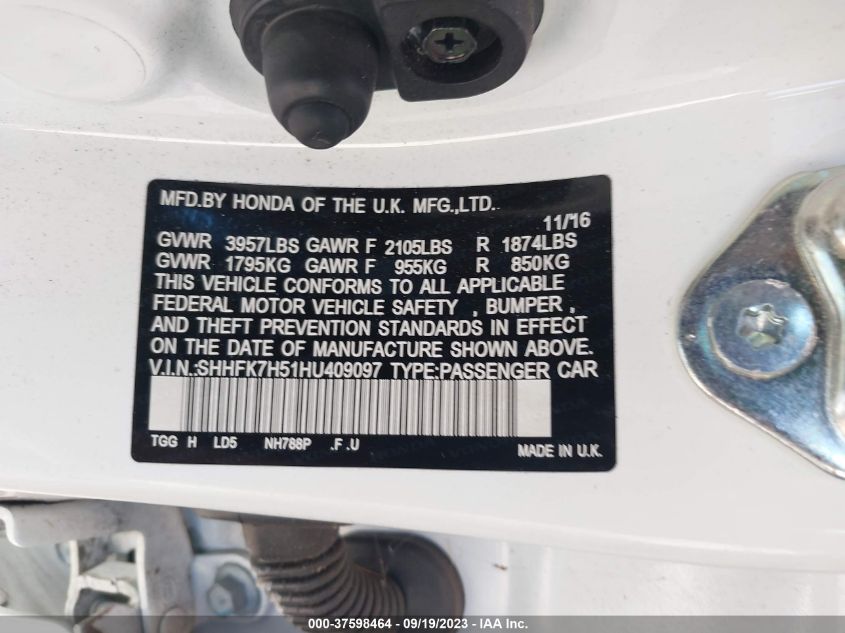 MFD.BY HONDA OF THE U.K. MFG.,LTD.
11/'16
GVWR 3957LBS GAWR F 2105LBS R 1874LBS
GVWR 1795KG GAWR F 955KG R 850KG
THIS VEHICLE CONFORMS TO ALL APPLICABLE
FEDERAL MOTOR VEHICLE SAFETY , BUMPER ,
AND THEFT PREVENTION STANDARDS IN EFFECT
ON THE DATE OF MANUFACTURE SHOWN ABOVE.
V.I.N.:SHHFK7H51HU409097 TYPE:PASSENGER CAR
TGG H LD5 NH788P .F .U
MADE IN U.K.
000-37598464 - 09/19/2023 - IAA Inc.